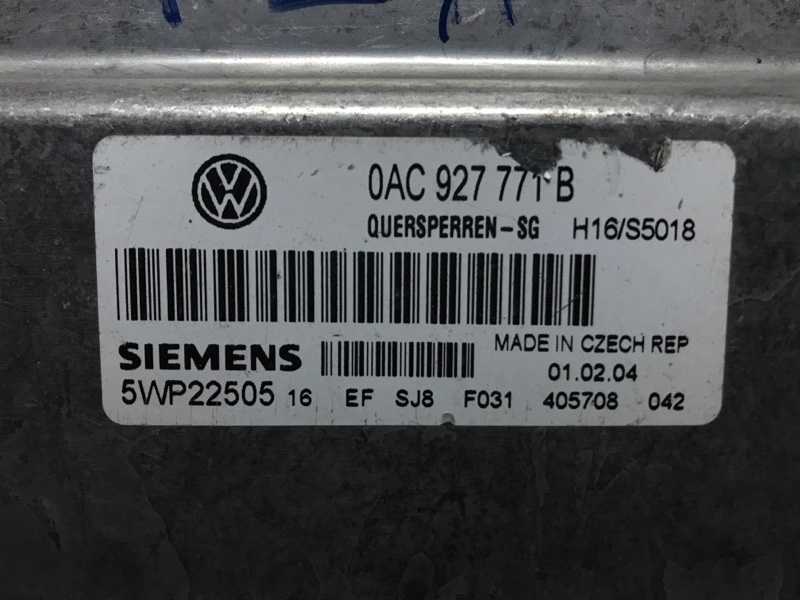 0AC 927 771 B
QUERSPERREN-SG H16/S5018
SIEMENS MADE IN CZECH REP
01.02.04
5WP22505 16 EF SJ8 F031 405708 042